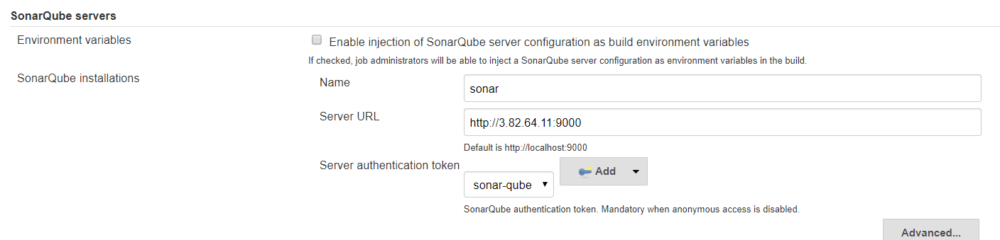 SonarQube servers
Environment variables
Enable injection of SonarQube server configuration as build environment variables
If checked, job administrators will be able to inject a SonarQube server configuration as environment variables in the build.
SonarQube installations
Name
sonar
Server URL
http://3.82.64.11:9000
Default is http://localhost:9000
Server authentication token
sonar-qube
Add
SonarQube authentication token. Mandatory when anonymous access is disabled.
Advanced...